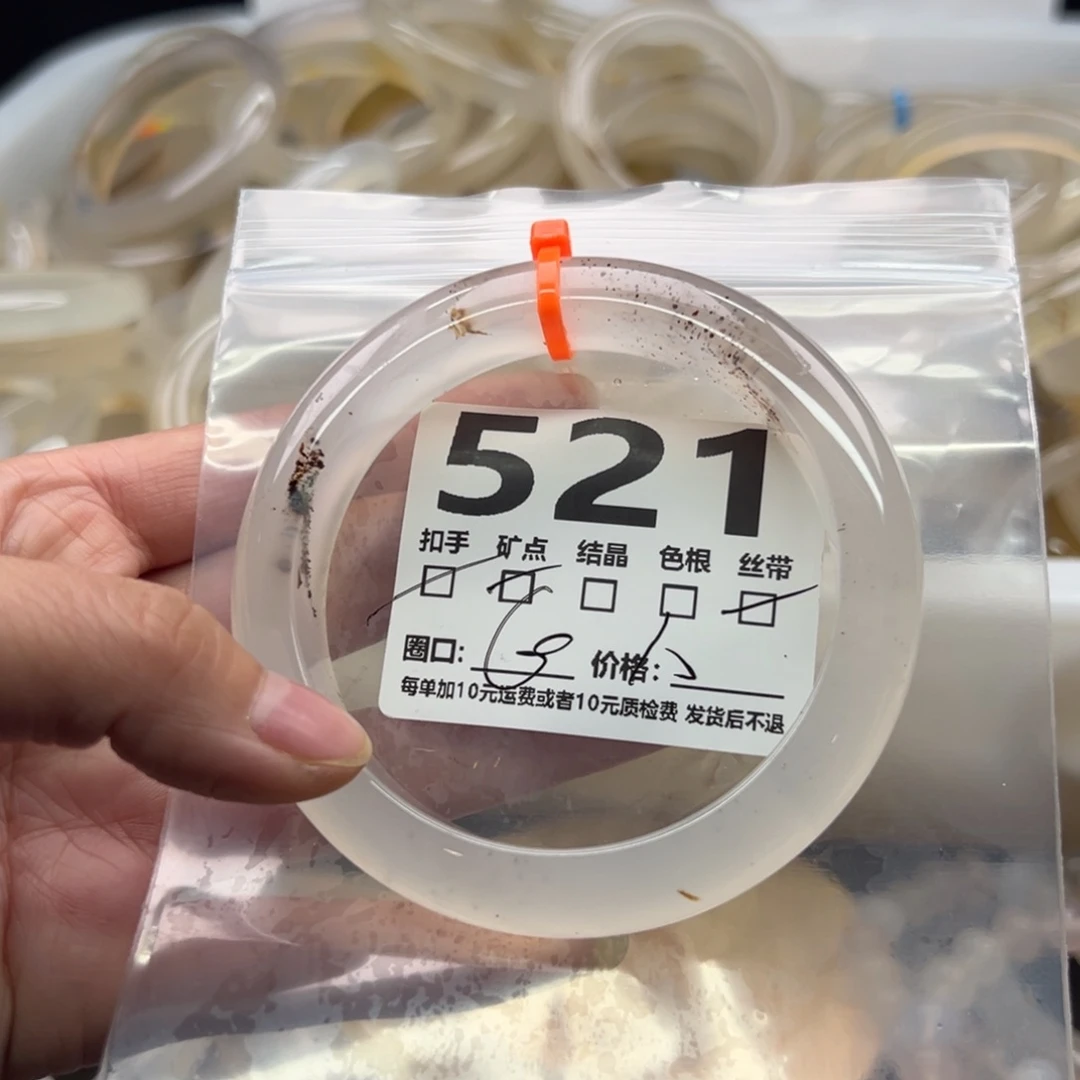 521
扣手 矿点 结晶 色根 丝带
圈口: 价格:
每单加10元运费或者10元质检费 发货后不退